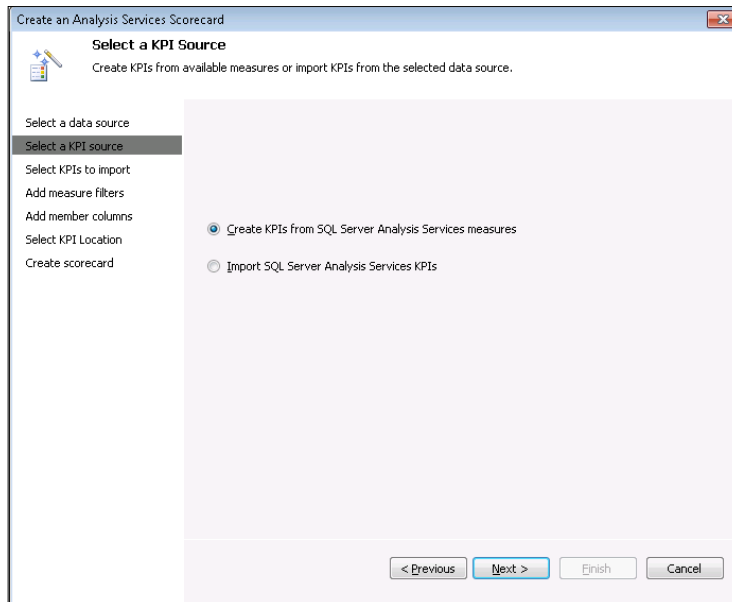 Create an Analysis Services Scorecard
Select a KPI Source
Create KPIs from available measures or import KPIs from the selected data source.
Select a data source
Select a KPI source
Select KPIs to import
Add measure filters
Add member columns
Select KPI Location
Create scorecard
Create KPIs from SQL Server Analysis Services measures
Import SQL Server Analysis Services KPIs
< Previous
Next >
Finish
Cancel